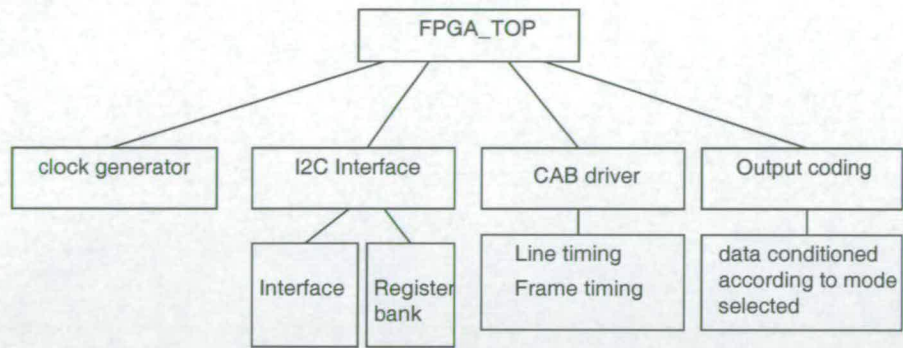 FPGA_TOP
clock generator
I2C Interface
CAB driver
Output coding
Interface
Register
bank
Line timing
Frame timing
data conditioned
according to mode
selected